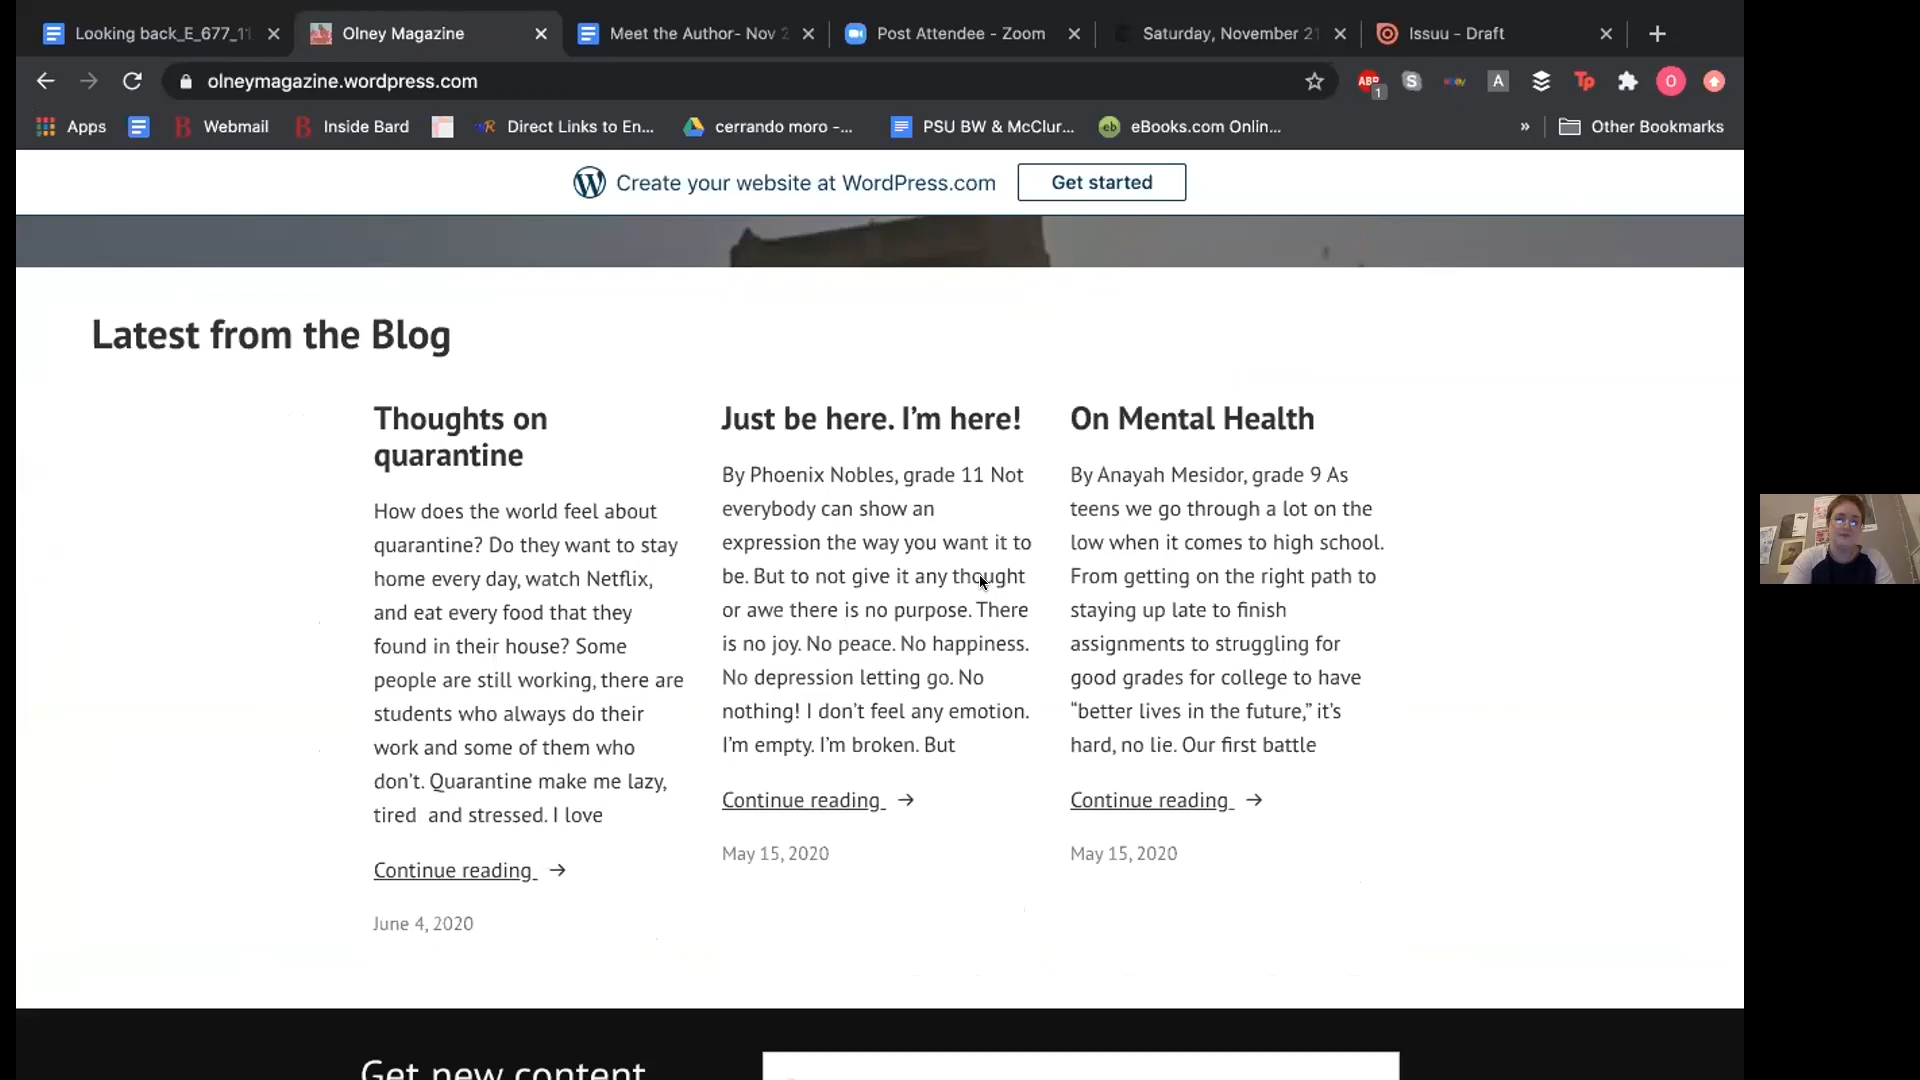 Looking back_E_677_11
Olney Magazine
Meet the Author- Nov 2
Post Attendee - Zoom
Saturday, November 21
Issuu - Draft
olneymagazine.wordpress.com
ABP
1
S
ebay
A
Tp
O
Apps
Webmail
Inside Bard
Direct Links to En...
cerrando moro -...
PSU BW & McClur...
eb
eBooks.com Onlin...
»
Other Bookmarks
Create your website at WordPress.com
Get started
Latest from the Blog
Thoughts on
quarantine
How does the world feel about
quarantine? Do they want to stay
home every day, watch Netflix,
and eat every food that they
found in their house? Some
people are still working, there are
students who always do their
work and some of them who
don’t. Quarantine make me lazy,
tired  and stressed. I love
Continue reading →
June 4, 2020
Just be here. I’m here!
By Phoenix Nobles, grade 11 Not
everybody can show an
expression the way you want it to
be. But to not give it any thought
or awe there is no purpose. There
is no joy. No peace. No happiness.
No depression letting go. No
nothing! I don’t feel any emotion.
I’m empty. I’m broken. But
Continue reading →
May 15, 2020
On Mental Health
By Anayah Mesidor, grade 9 As
teens we go through a lot on the
low when it comes to high school.
From getting on the right path to
staying up late to finish
assignments to struggling for
good grades for college to have
“better lives in the future,” it’s
hard, no lie. Our first battle
Continue reading →
May 15, 2020
Get new content